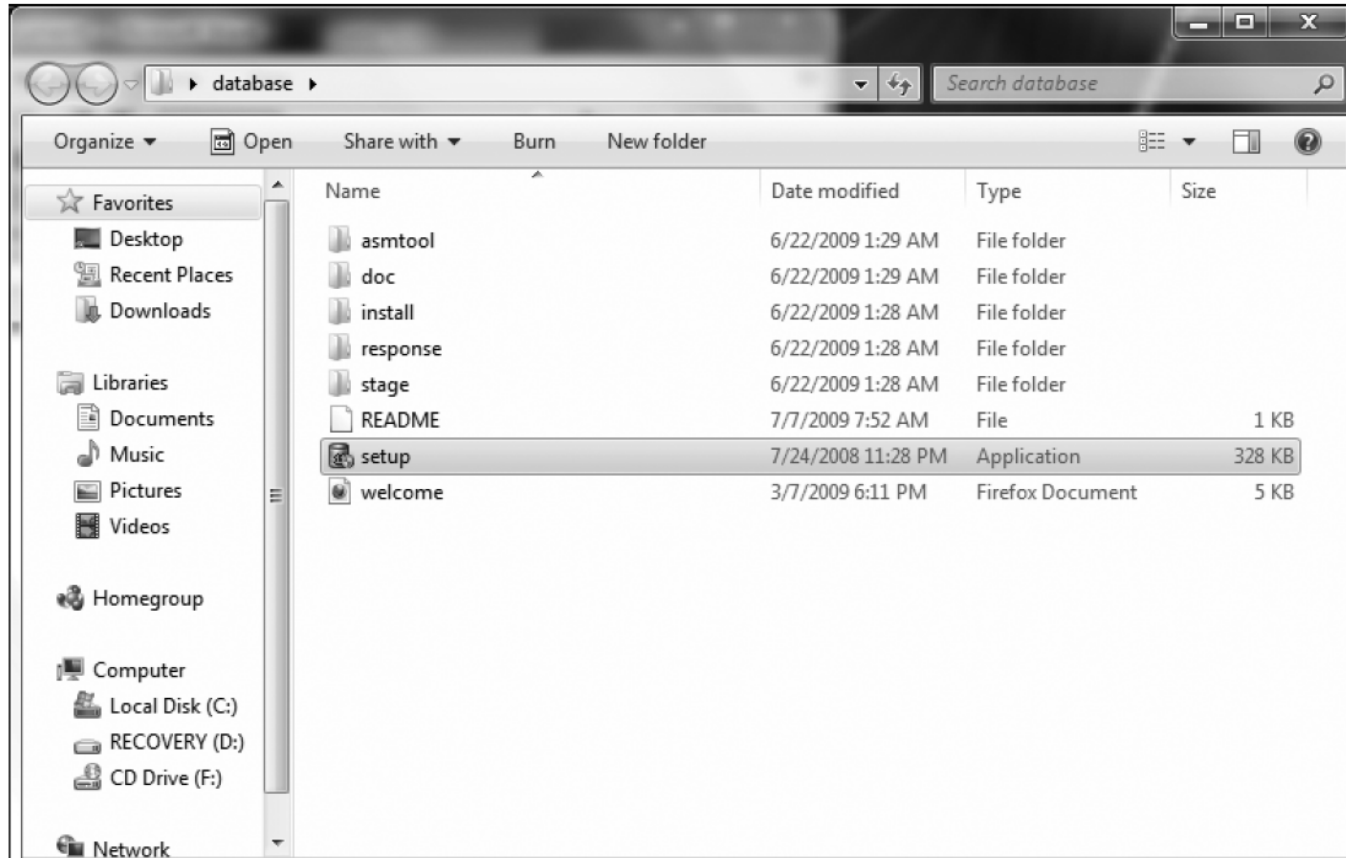 database
Search database
Organize Open Share with Burn New folder
Favorites
Desktop
Recent Places
Downloads
Libraries
Documents
Music
Pictures
Videos
Homegroup
Computer
Local Disk (C:)
RECOVERY (D:)
CD Drive (F:)
Network
Name Date modified Type Size
asmtool 6/22/2009 1:29 AM File folder
doc 6/22/2009 1:29 AM File folder
install 6/22/2009 1:28 AM File folder
response 6/22/2009 1:28 AM File folder
stage 6/22/2009 1:28 AM File folder
README 7/7/2009 7:52 AM File 1 KB
setup 7/24/2008 11:28 PM Application 328 KB
welcome 3/7/2009 6:11 PM Firefox Document 5 KB